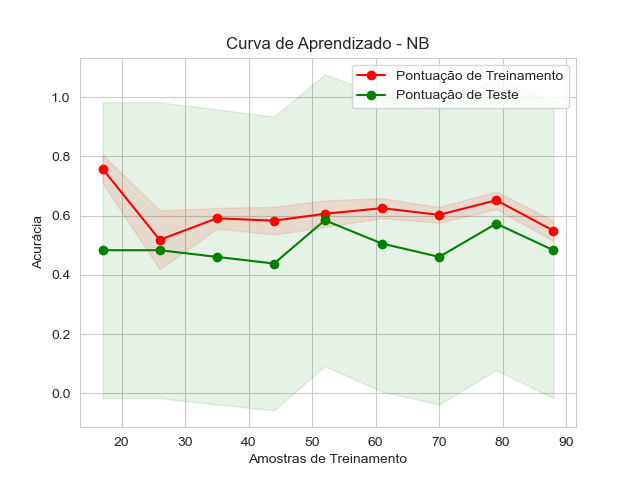 Curva de Aprendizado - NB
Pontuação de Treinamento
Pontuação de Teste
Acurácia
1.0
0.8
0.6
0.4
0.2
0.0
20 30 40 50 60 70 80 90
Amostras de Treinamento